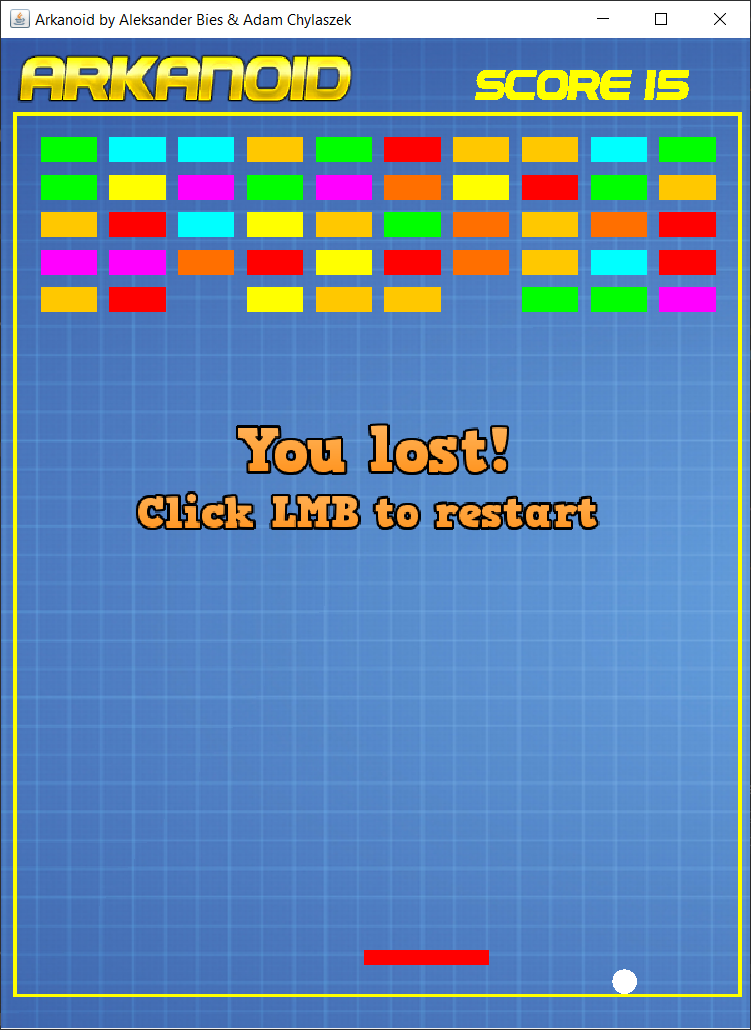 Arkanoid by Aleksander Bies & Adam Chylaszek
ARKANOID
SCORE 15
You lost!
Click LMB to restart